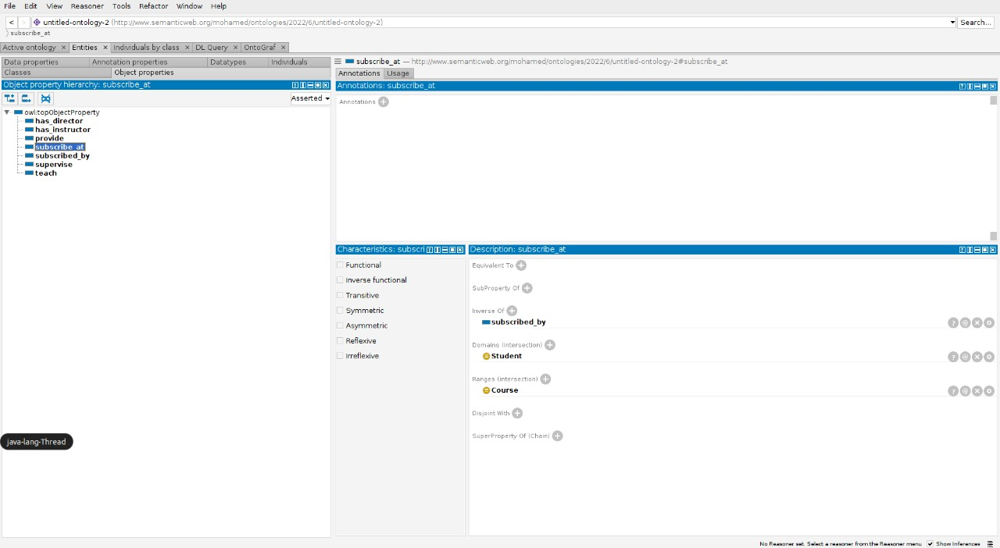 File Edit View Reasoner Tools Refactor Window Help
< > untitled-ontology-2 (http://www.semanticweb.org/mohamed/ontologies/2022/6/untitled-ontology-2) Search...
subscribe_at
Active ontology × Entities × Individuals by class × DL Query × OntoGraf ×
Data properties Annotation properties Datatypes Individuals
Classes Object properties
Object property hierarchy: subscribe_at
Asserted
owl:topObjectProperty
has_director
has_instructor
provide
subscribe_at
subscribed_by
supervise
teach
java-lang-Thread
subscribe_at — http://www.semanticweb.org/mohamed/ontologies/2022/6/untitled-ontology-2#subscribe_at
Annotations Usage
Annotations: subscribe_at
Annotations
Characteristics: subscri
Functional
Inverse functional
Transitive
Symmetric
Asymmetric
Reflexive
Irreflexive
Description: subscribe_at
Equivalent To
SubProperty Of
Inverse Of
subscribed_by
Domains (intersection)
Student
Ranges (intersection)
Course
Disjoint With
SuperProperty Of (Chain)
No Reasoner set. Select a reasoner from the Reasoner menu Show Inferences